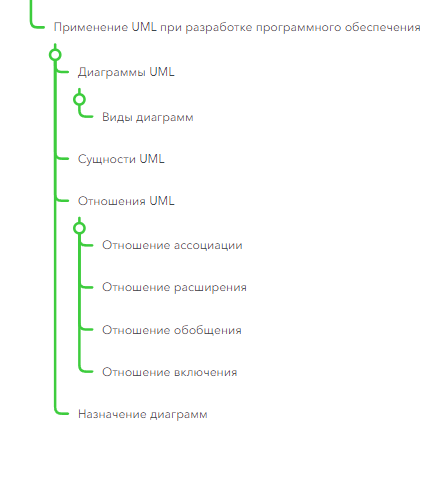 Применение UML при разработке программного обеспечения
Диаграммы UML
Виды диаграмм
Сущности UML
Отношения UML
Отношение ассоциации
Отношение расширения
Отношение обобщения
Отношение включения
Назначение диаграмм